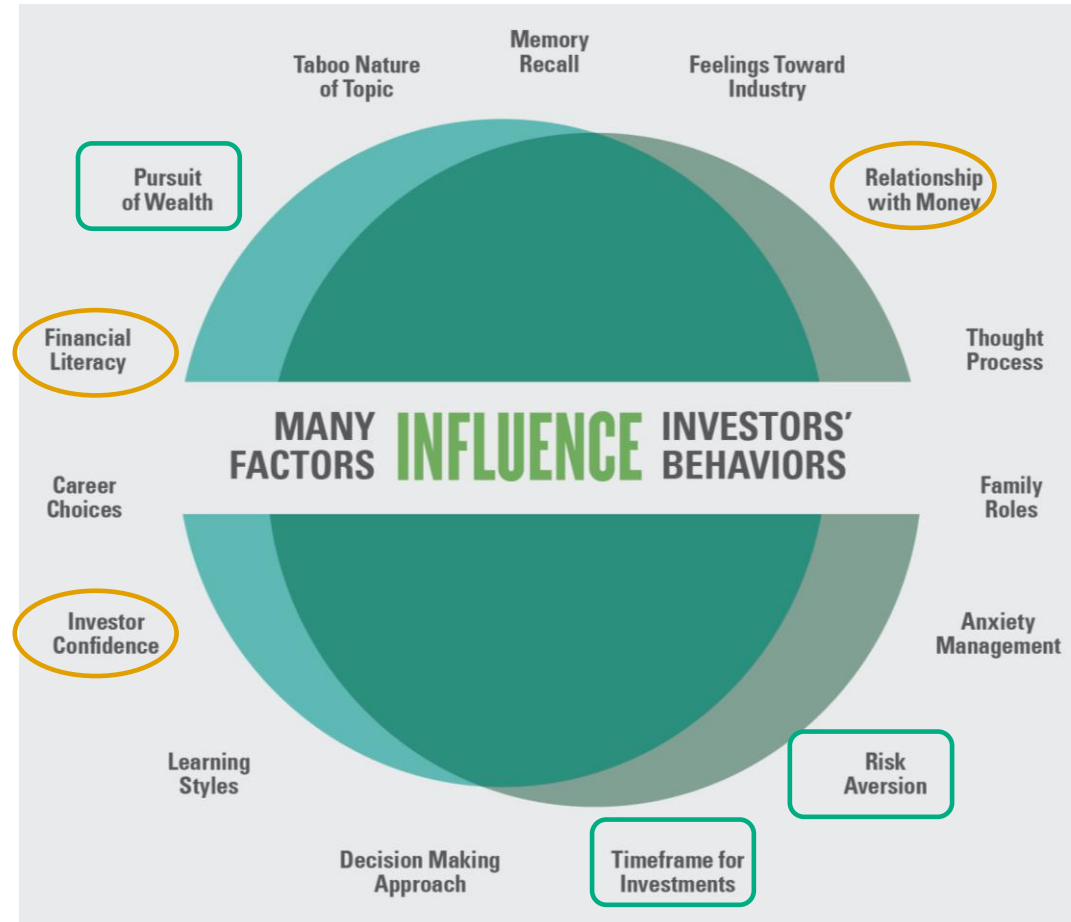 Memory
Recall
Taboo Nature
of Topic
Feelings Toward
Industry
Pursuit
of Wealth
Relationship
with Money
Financial
Literacy
Thought
Process
MANY
FACTORS
INFLUENCE
INVESTORS’
BEHAVIORS
Career
Choices
Family
Roles
Investor
Confidence
Anxiety
Management
Learning
Styles
Risk
Aversion
Decision Making
Approach
Timeframe for
Investments